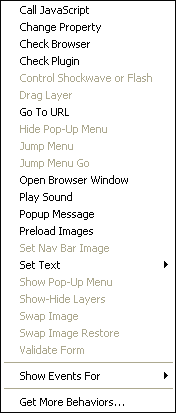 Call JavaScript
Change Property
Check Browser
Check Plugin
Control Shockwave or Flash
Drag Layer
Go To URL
Hide Pop-Up Menu
Jump Menu
Jump Menu Go
Open Browser Window
Play Sound
Popup Message
Preload Images
Set Nav Bar Image
Set Text
Show Pop-Up Menu
Show-Hide Layers
Swap Image
Swap Image Restore
Validate Form
Show Events For
Get More Behaviors...